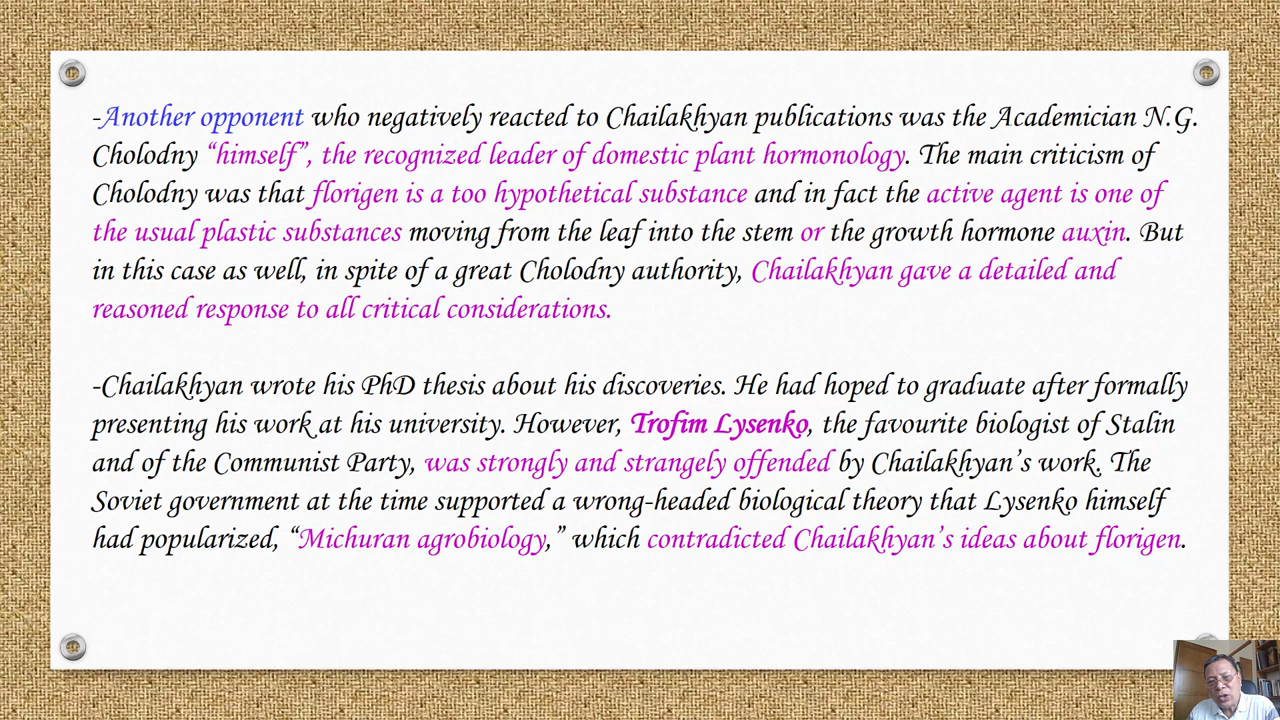 -Another opponent who negatively reacted to Chailakhyan publications was the Academician N.G.
Cholodny “himself”, the recognized leader of domestic plant hormonology. The main criticism of
Cholodny was that florigen is a too hypothetical substance and in fact the active agent is one of
the usual plastic substances moving from the leaf into the stem or the growth hormone auxin. But
in this case as well, in spite of a great Cholodny authority, Chailakhyan gave a detailed and
reasoned response to all critical considerations.
-Chailakhyan wrote his PhD thesis about his discoveries. He had hoped to graduate after formally
presenting his work at his university. However, Trofim Lysenko, the favourite biologist of Stalin
and of the Communist Party, was strongly and strangely offended by Chailakhyan’s work. The
Soviet government at the time supported a wrong-headed biological theory that Lysenko himself
had popularized, “Michuran agrobiology,” which contradicted Chailakhyan’s ideas about florigen.